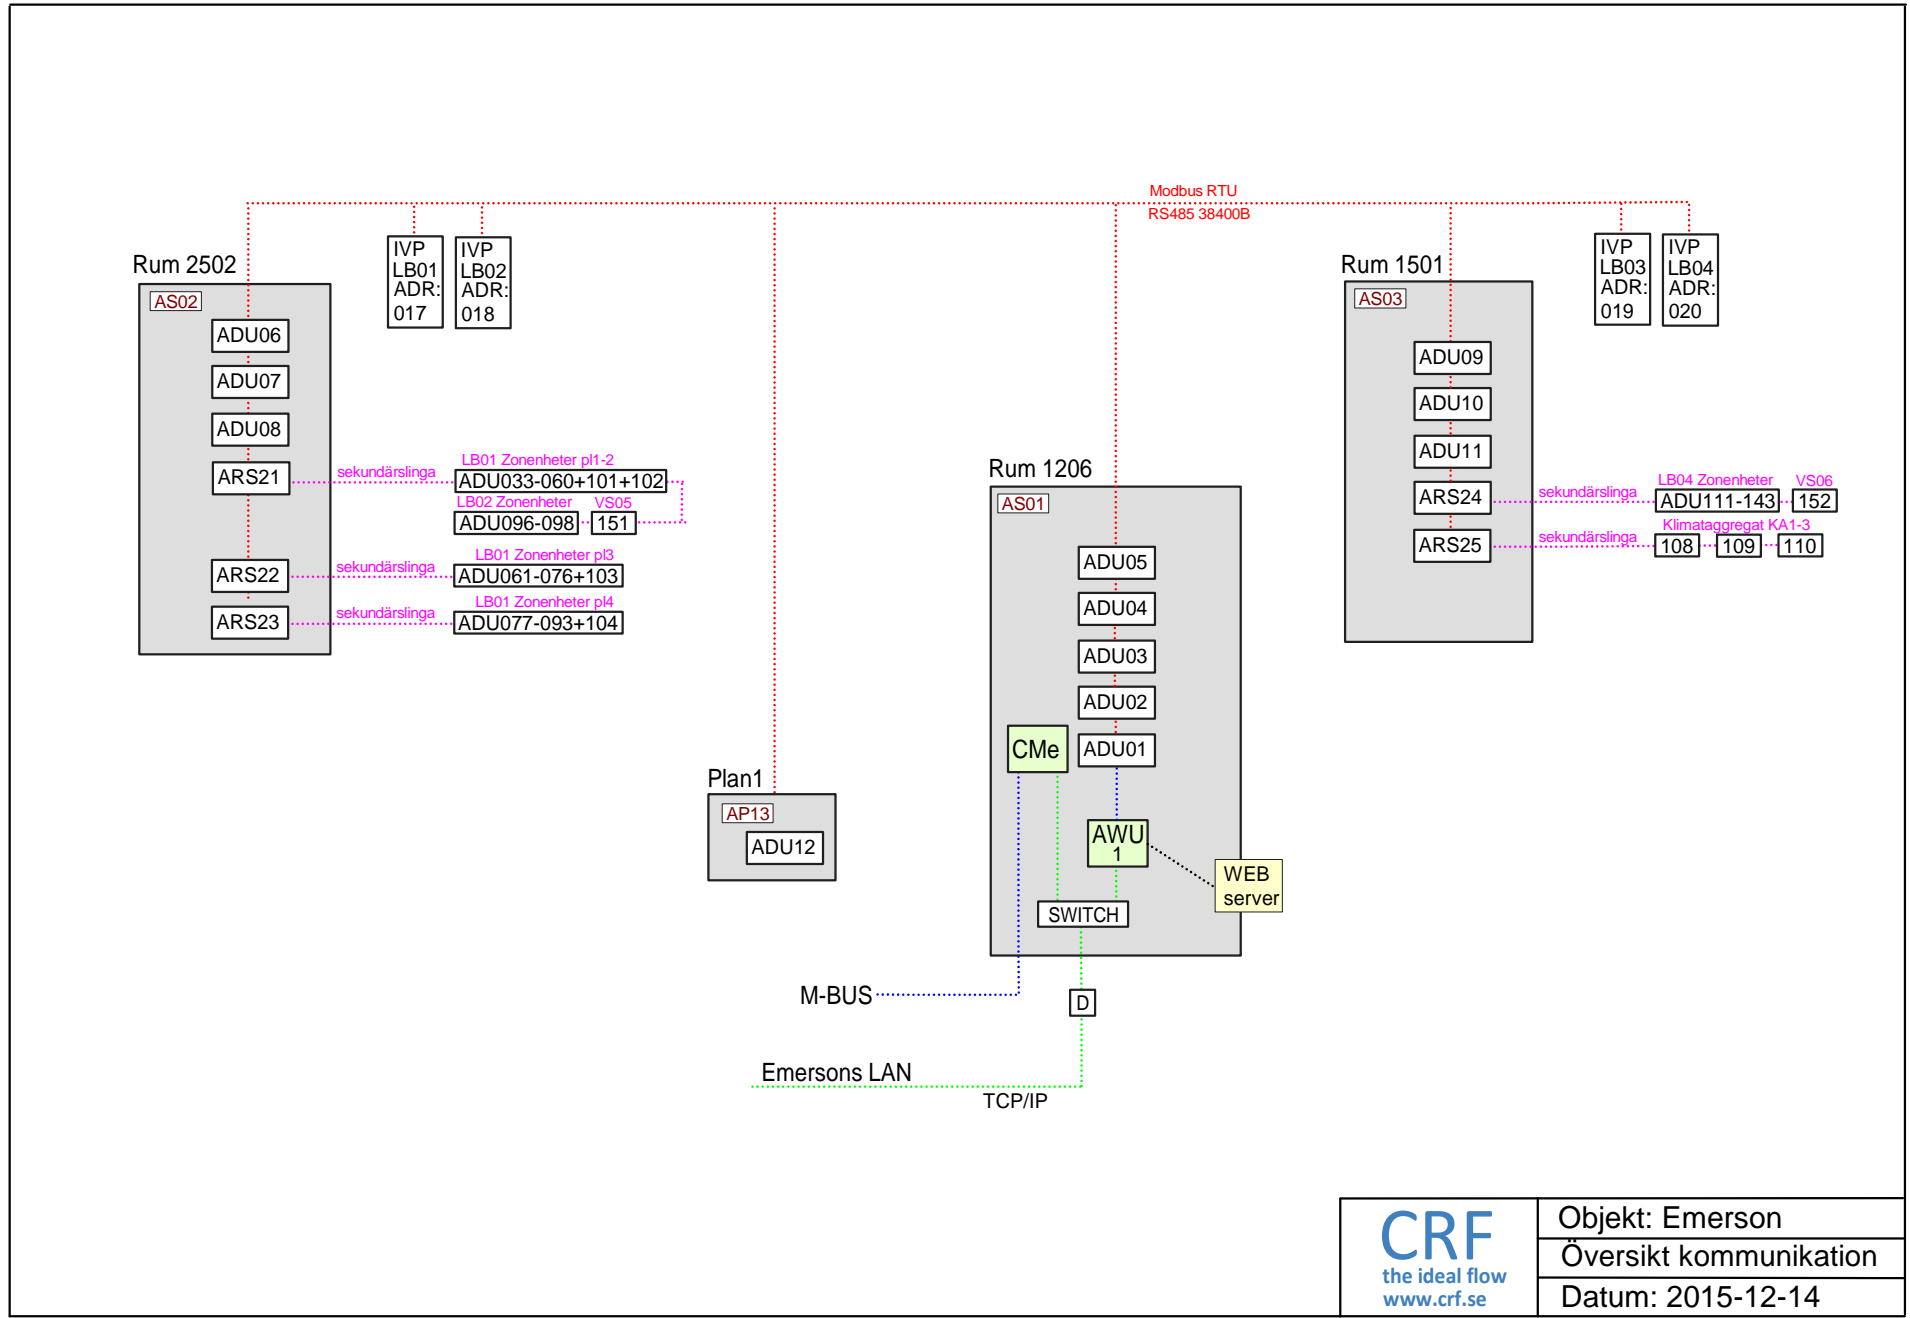 Modbus RTU
RS485 38400B
Rum 2502
AS02
ADU06
ADU07
ADU08
ARS21
ARS22
ARS23
IVP
LB01
ADR:
017
IVP
LB02
ADR:
018
sekundärslinga
LB01 Zonenheter pl1-2
ADU033-060+101+102
LB02 Zonenheter
VS05
ADU096-098
151
sekundärslinga
LB01 Zonenheter pl3
ADU061-076+103
sekundärslinga
LB01 Zonenheter pl4
ADU077-093+104
Plan1
AP13
ADU12
Rum 1206
AS01
ADU05
ADU04
ADU03
ADU02
CMe
ADU01
AWU
1
WEB
server
SWITCH
M-BUS
D
Emersons LAN
TCP/IP
Rum 1501
AS03
ADU09
ADU10
ADU11
ARS24
ARS25
IVP
LB03
ADR:
019
IVP
LB04
ADR:
020
sekundärslinga
LB04 Zonenheter
VS06
ADU111-143
152
sekundärslinga
Klimataggregat KA1-3
108
109
110
CRF
the ideal flow
www.crf.se
Objekt: Emerson
Översikt kommunikation
Datum: 2015-12-14